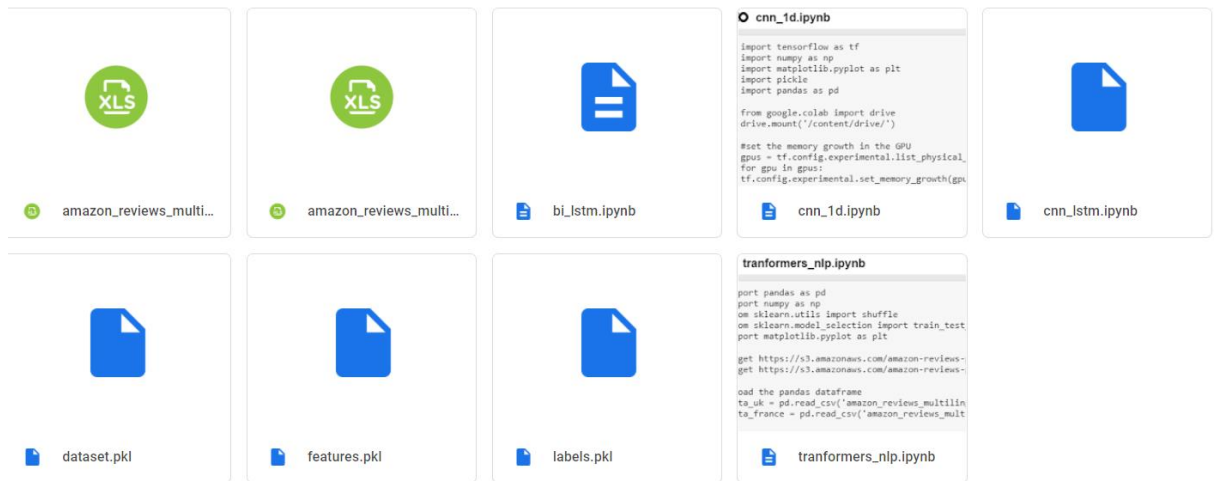 XLS
amazon_reviews_multi...
XLS
amazon_reviews_multi...
bi_lstm.ipynb
cnn_1d.ipynb
import tensorflow as tf
import numpy as np
import matplotlib.pyplot as plt
import pickle
import pandas as pd
from google.colab import drive
drive.mount('/content/drive/')
#set the memory growth in the GPU
gpus = tf.config.experimental.list_physical_
for gpu in gpus:
tf.config.experimental.set_memory_growth(gpu
cnn_1d.ipynb
cnn_lstm.ipynb
dataset.pkl
features.pkl
labels.pkl
tranformers_nlp.ipynb
port pandas as pd
port numpy as np
om sklearn.utils import shuffle
om sklearn.model_selection import train_test_
port matplotlib.pyplot as plt
get https://s3.amazonaws.com/amazon-reviews-
get https://s3.amazonaws.com/amazon-reviews-
oad the pandas dataframe
ta_uk = pd.read_csv('amazon_reviews_multilin
ta_france = pd.read_csv('amazon_reviews_mult
tranformers_nlp.ipynb